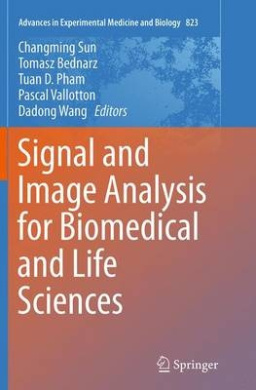 Advances in Experimental Medicine and Biology 823
Changming Sun
Tomasz Bednarz
Tuan D. Pham
Pascal Vallotton
Dadong Wang Editors
Signal and
Image Analysis
for Biomedical
and Life
Sciences
Springer